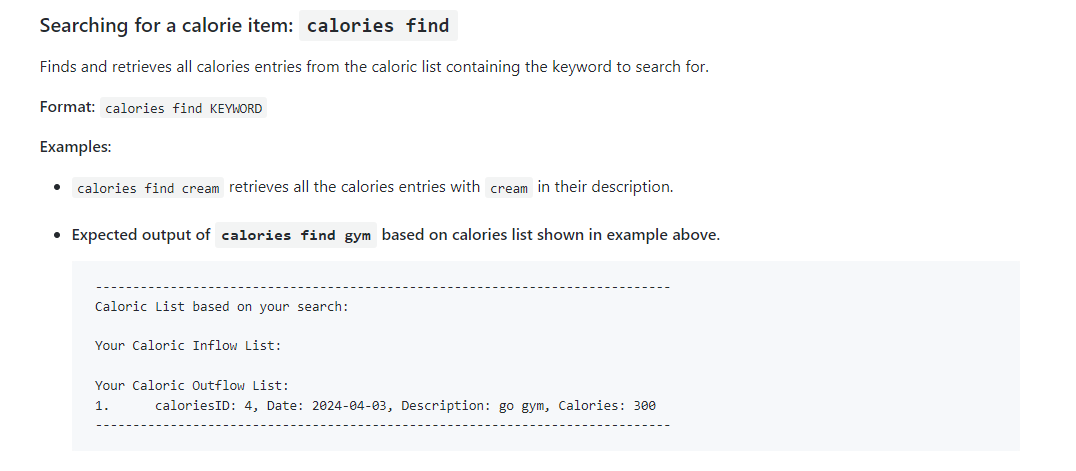 Searching for a calorie item: calories find
Finds and retrieves all calories entries from the caloric list containing the keyword to search for.
Format: calories find KEYWORD
Examples:
• calories find cream retrieves all the calories entries with cream in their description.
• Expected output of calories find gym based on calories list shown in example above.
-----------------------------------------------------------------------------
Caloric List based on your search:
Your Caloric Inflow List:
Your Caloric Outflow List:
1.      caloriesID: 4, Date: 2024-04-03, Description: go gym, Calories: 300
-----------------------------------------------------------------------------